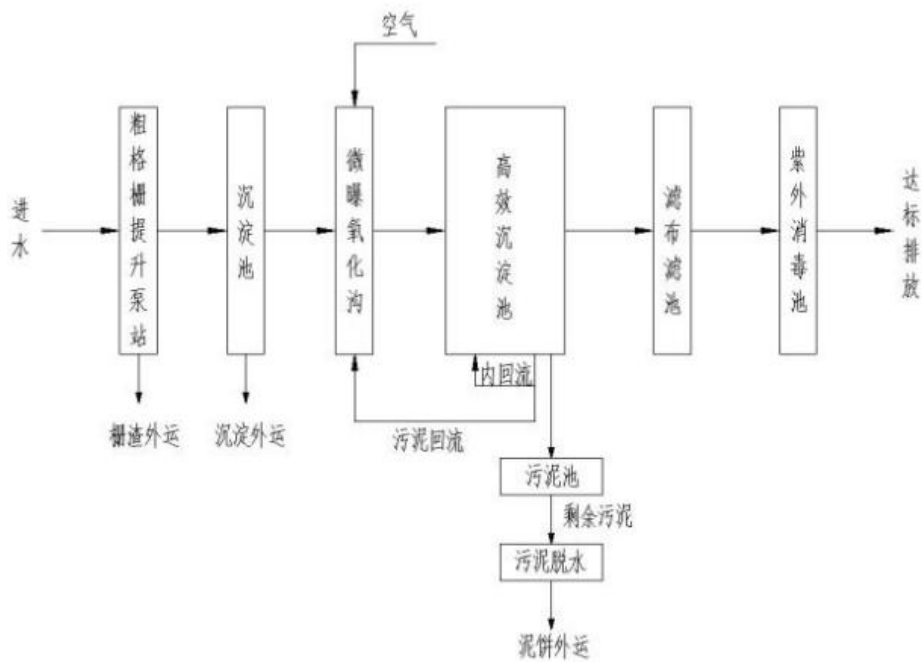 空气
进水
粗格栅提升泵站
沉淀池
微曝氧化沟
高效沉淀池
滤布滤池
紫外消毒池
达标排放
内回流
栅渣外运
沉淀外运
污泥回流
污泥池
剩余污泥
污泥脱水
泥饼外运